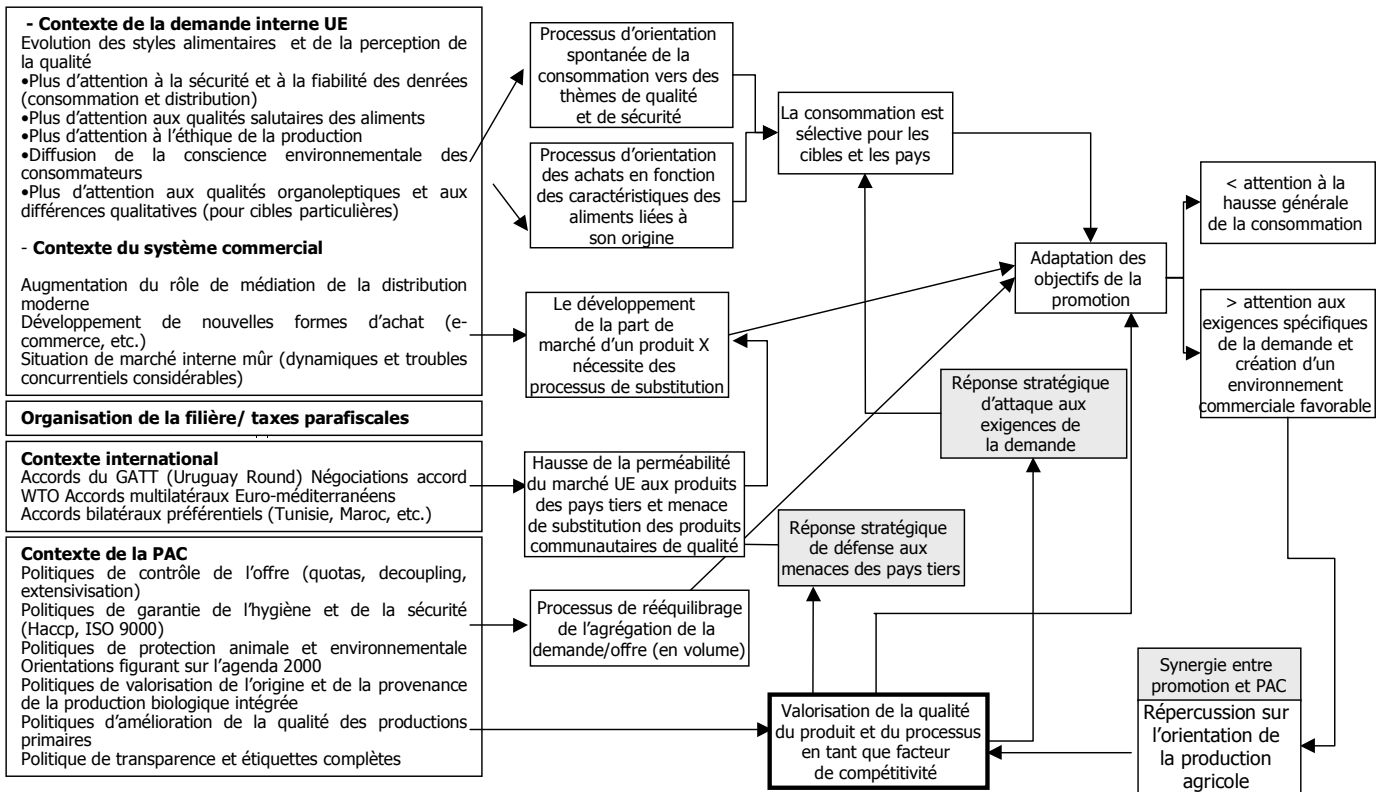 - Contexte de la demande interne UE
Evolution des styles alimentaires et de la perception de
la qualité
•Plus d'attention à la sécurité et à la fiabilité des denrées
(consommation et distribution)
•Plus d'attention aux qualités salutaires des aliments
•Plus d'attention à l'éthique de la production
•Diffusion de la conscience environnementale des
consommateurs
•Plus d'attention aux qualités organoleptiques et aux
différences qualitatives (pour cibles particulières)
- Contexte du système commercial
Augmentation du rôle de médiation de la distribution
moderne
Développement de nouvelles formes d'achat (e-
commerce, etc.)
Situation de marché interne mûr (dynamiques et troubles
concurrentiels considérables)
Organisation de la filière/ taxes parafiscales
Contexte international
Accords du GATT (Uruguay Round) Négociations accord
WTO Accords multilatéraux Euro-méditerranéens
Accords bilatéraux préférentiels (Tunisie, Maroc, etc.)
Contexte de la PAC
Politiques de contrôle de l'offre (quotas, decoupling,
extensivisation)
Politiques de garantie de l'hygiène et de la sécurité
(Haccp, ISO 9000)
Politiques de protection animale et environnementale
Orientations figurant sur l'agenda 2000
Politiques de valorisation de l'origine et de la provenance
de la production biologique intégrée
Politiques d'amélioration de la qualité des productions
primaires
Politique de transparence et étiquettes complètes
Processus d'orientation
spontanée de la
consommation vers des
thèmes de qualité
et de sécurité
Processus d'orientation
des achats en fonction
des caractéristiques des
aliments liées à
son origine
Le développement
de la part de
marché d'un produit X
nécessite des
processus de substitution
Hausse de la perméabilité
du marché UE aux produits
des pays tiers et menace
de substitution des produits
communautaires de qualité
Processus de rééquilibrage
de l'agrégation de la
demande/offre (en volume)
La consommation est
sélective pour les
cibles et les pays
Réponse stratégique
d'attaque aux
exigences de
la demande
Réponse stratégique
de défense aux
menaces des pays tiers
Valorisation de la qualité
du produit et du processus
en tant que facteur
de compétitivité
Adaptation des
objectifs de la
promotion
< attention à la
hausse générale
de la consommation
> attention aux
exigences spécifiques
de la demande et
création d'un
environnement
commerciale favorable
Synergie entre
promotion et PAC
Répercussion sur
l'orientation de
la production
agricole